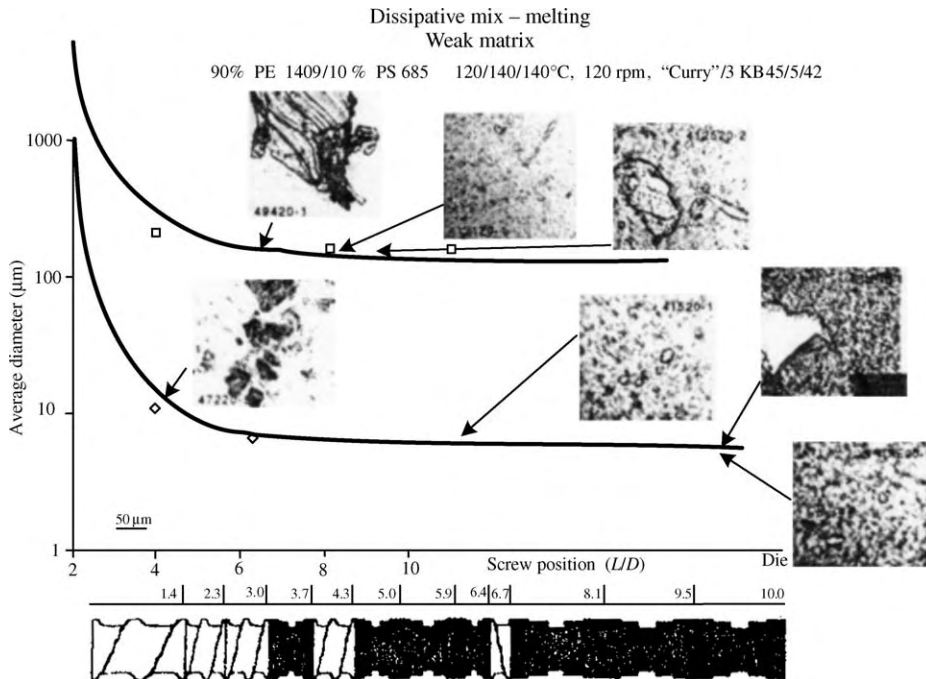 Dissipative mix – melting
Weak matrix
90% PE 1409/10 % PS 685 120/140/140°C, 120 rpm, “Curry”/3 KB45/5/42
1000
100
10
1
Average diameter (µm)
49420-1
412520-2
41520-1
50 µm
2 4 6 8 10 Screw position (L/D) Die
1.4 2.3 3.0 3.7 4.3 5.0 5.9 6.4 6.7 8.1 9.5 10.0